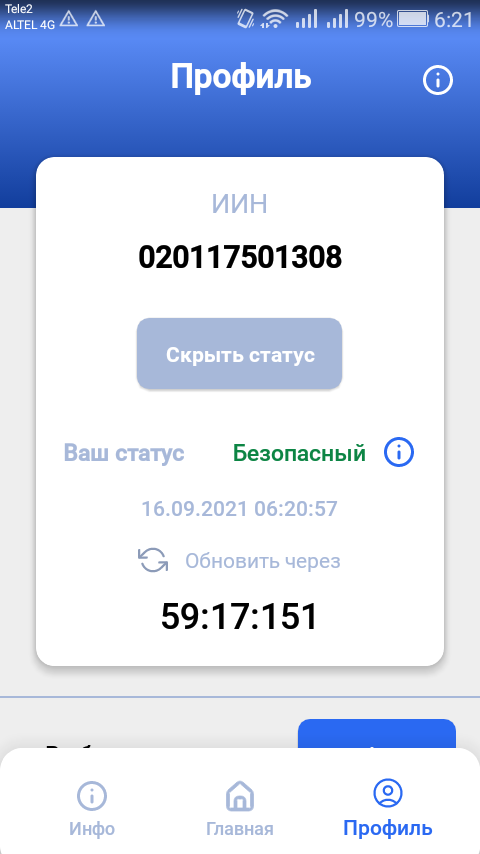 Tele2
ALTEL 4G
99%
6:21
Профиль
ИИН
020117501308
Скрыть статус
Ваш статус
Безопасный
16.09.2021 06:20:57
Обновить через
59:17:151
Инфо
Главная
Профиль